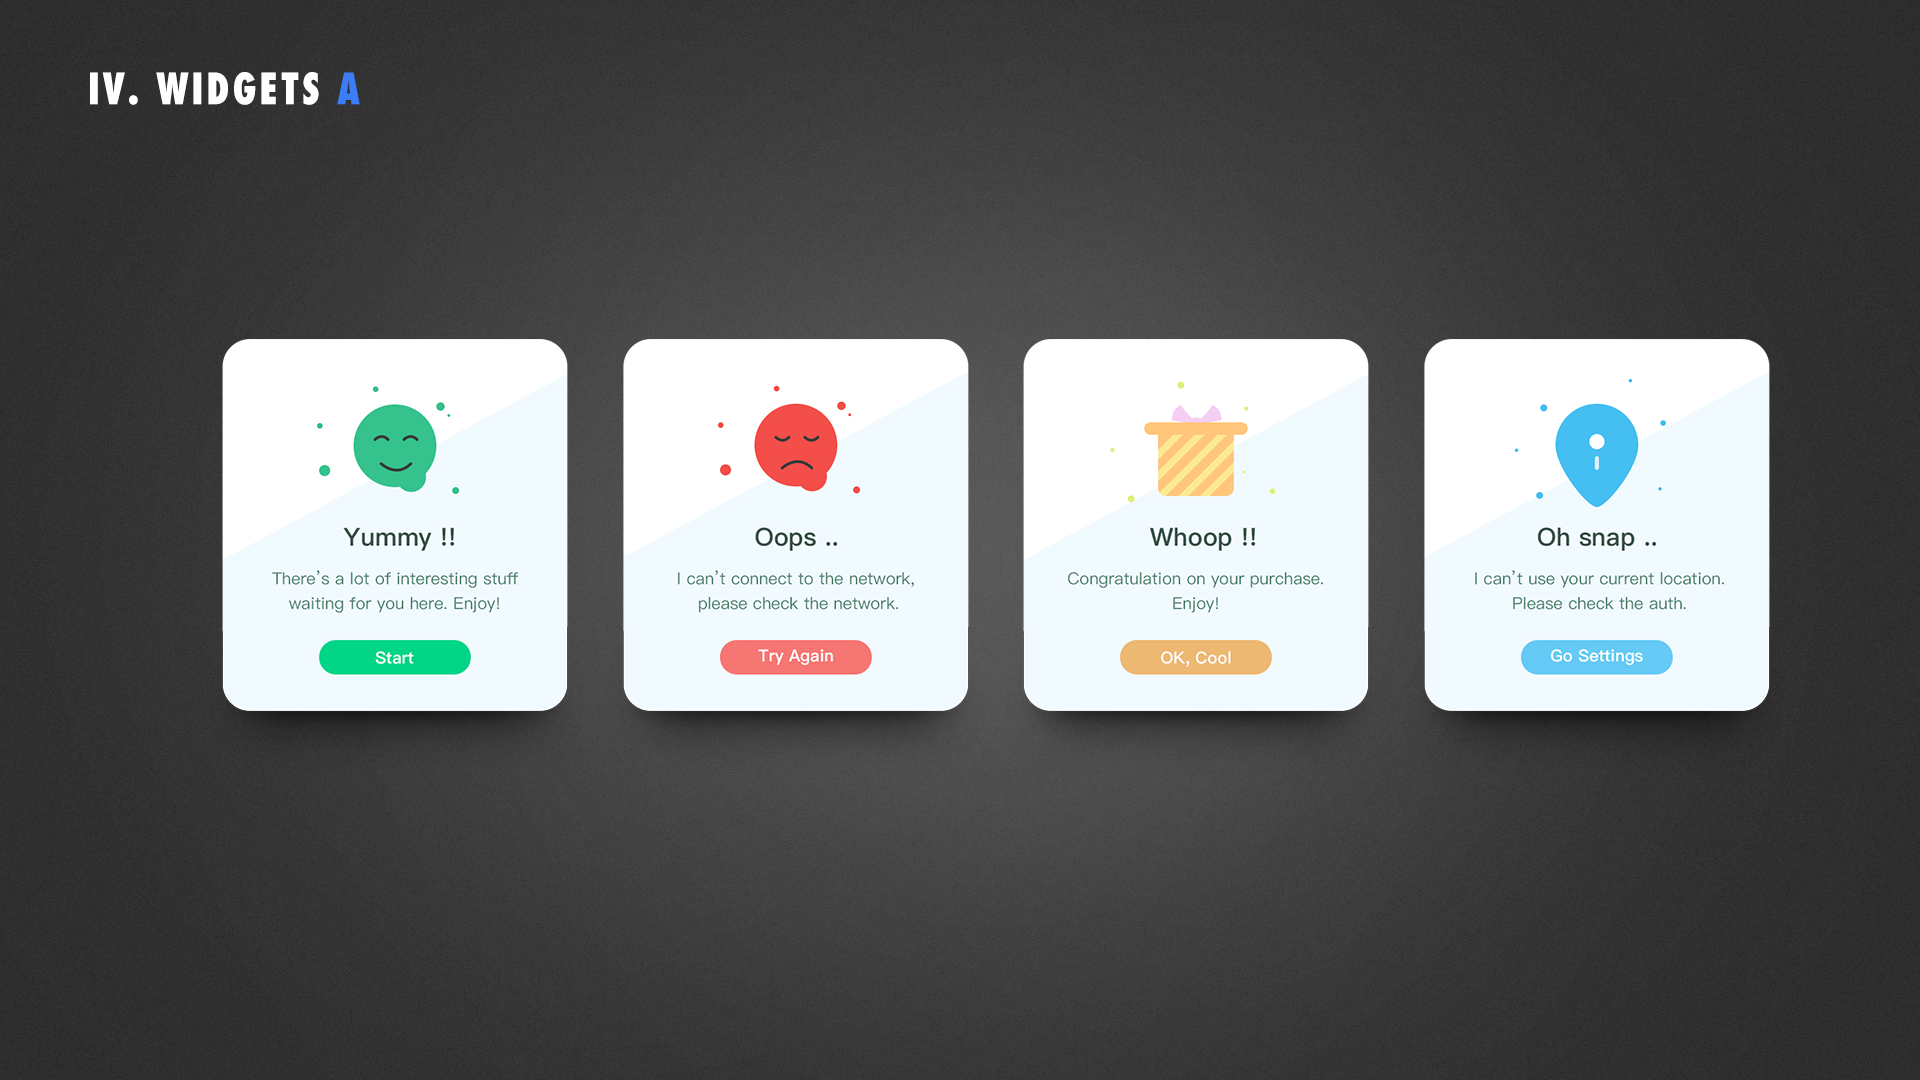 IV. WIDGETS A
Yummy !!
There's a lot of interesting stuff
waiting for you here. Enjoy!
Start
Oops ..
I can't connect to the network,
please check the network.
Try Again
Whoop !!
Congratulation on your purchase.
Enjoy!
OK, Cool
Oh snap ..
I can't use your current location.
Please check the auth.
Go Settings